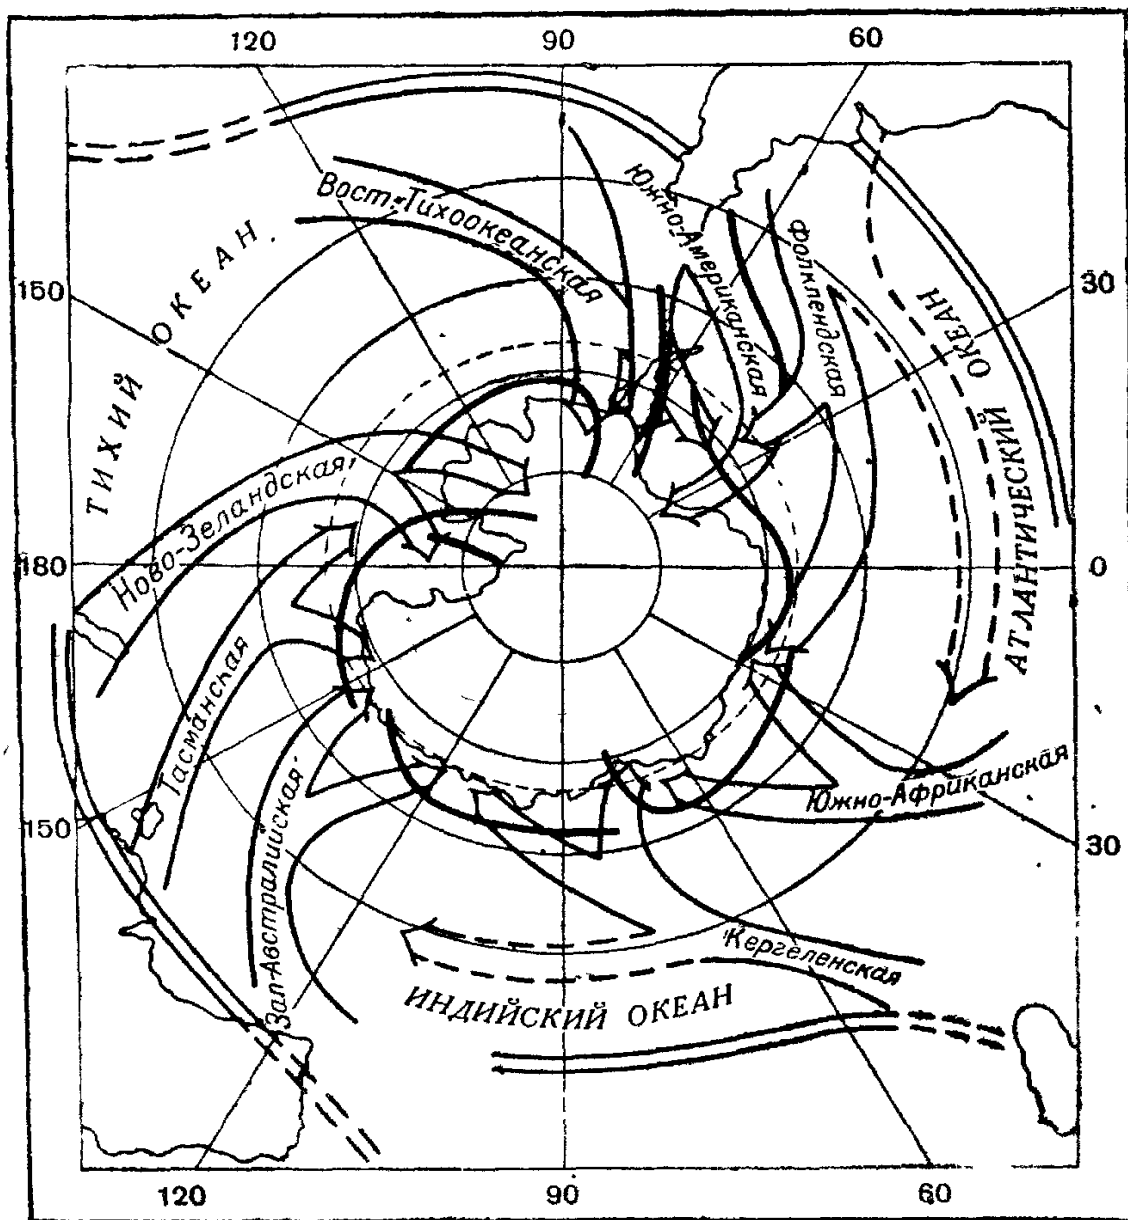 120 90 60
Вост.-Тихоокеанская
Южно-Американская
Фолклендская
150
30
ТИХИЙ ОКЕАН
АТЛАНТИЧЕСКИЙ ОКЕАН
Ново-Зеландская
180
0
Тасманская
Зап-Австралийская
Южно-Африканская
150
30
Кергеленская
ИНДИЙСКИЙ ОКЕАН
120 90 60